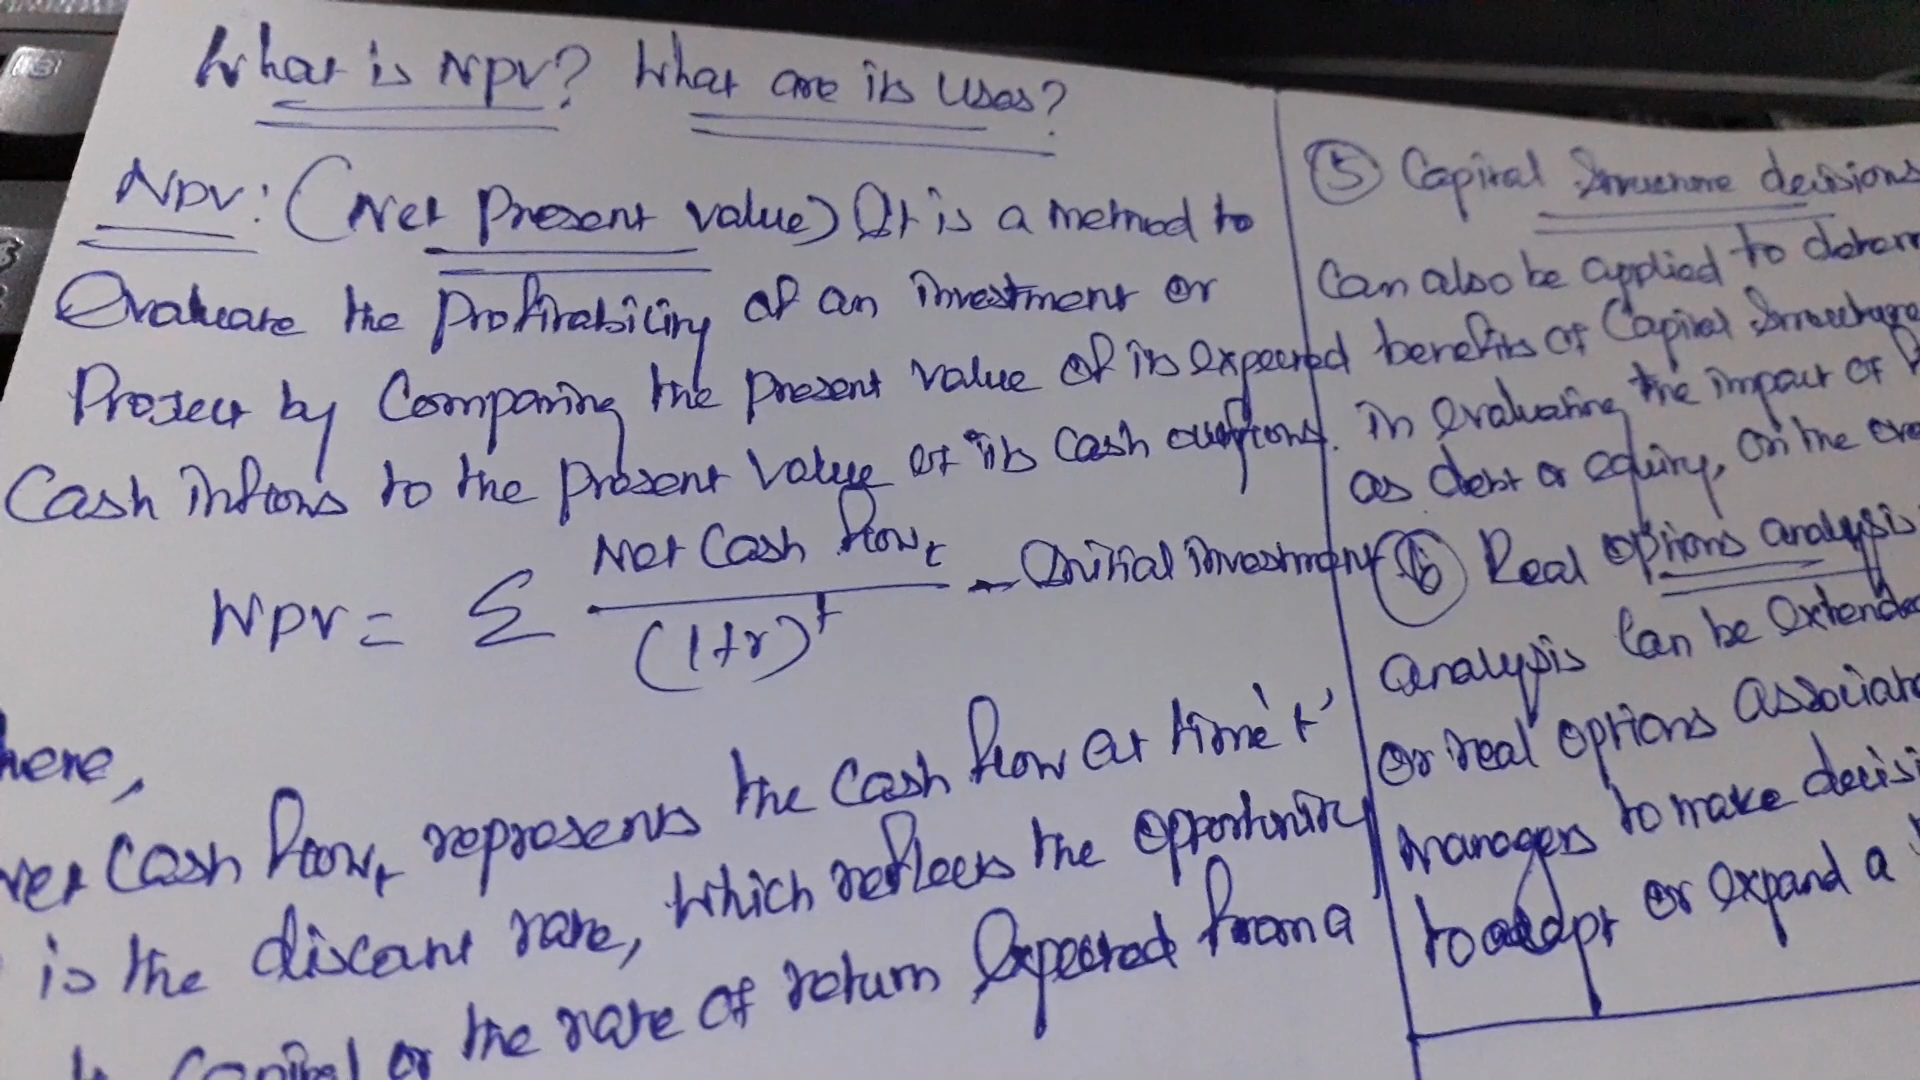 What is NPV? What are its Uses?
NPV: (Net Present value) It is a method to
Evaluate the Profitability of an investment or
Project by Comparing the present value of its expected
Cash inflows to the present value of its cash outflows.
NPV = Σ Net Cash flow t / (1+r)^t - Initial investment
here,
Net Cash flow t represents the cash flow at time 't'
is the discount rate, which reflects the opportunity
Capital or the rate of return Expected from a
⑤ Capital Structure decisions
Can also be applied to
benefits of Capital Structure
in evaluating the impact of
as debt or equity, on the
⑥ Real options analysis
analysis can be
or real options
managers to make
to adapt or expand a